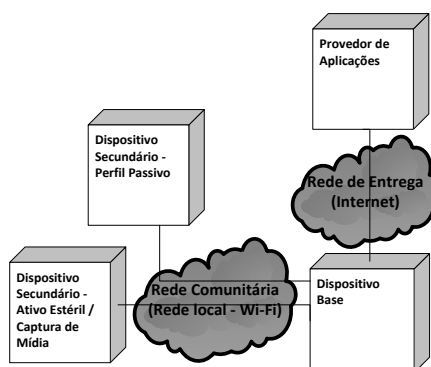 Provedor de
Aplicações
Dispositivo
Secundário -
Perfil Passivo
Rede de Entrega
(Internet)
Dispositivo
Secundário -
Ativo Estéril /
Captura de
Mídia
Rede Comunitária
(Rede local - Wi-Fi)
Dispositivo
Base